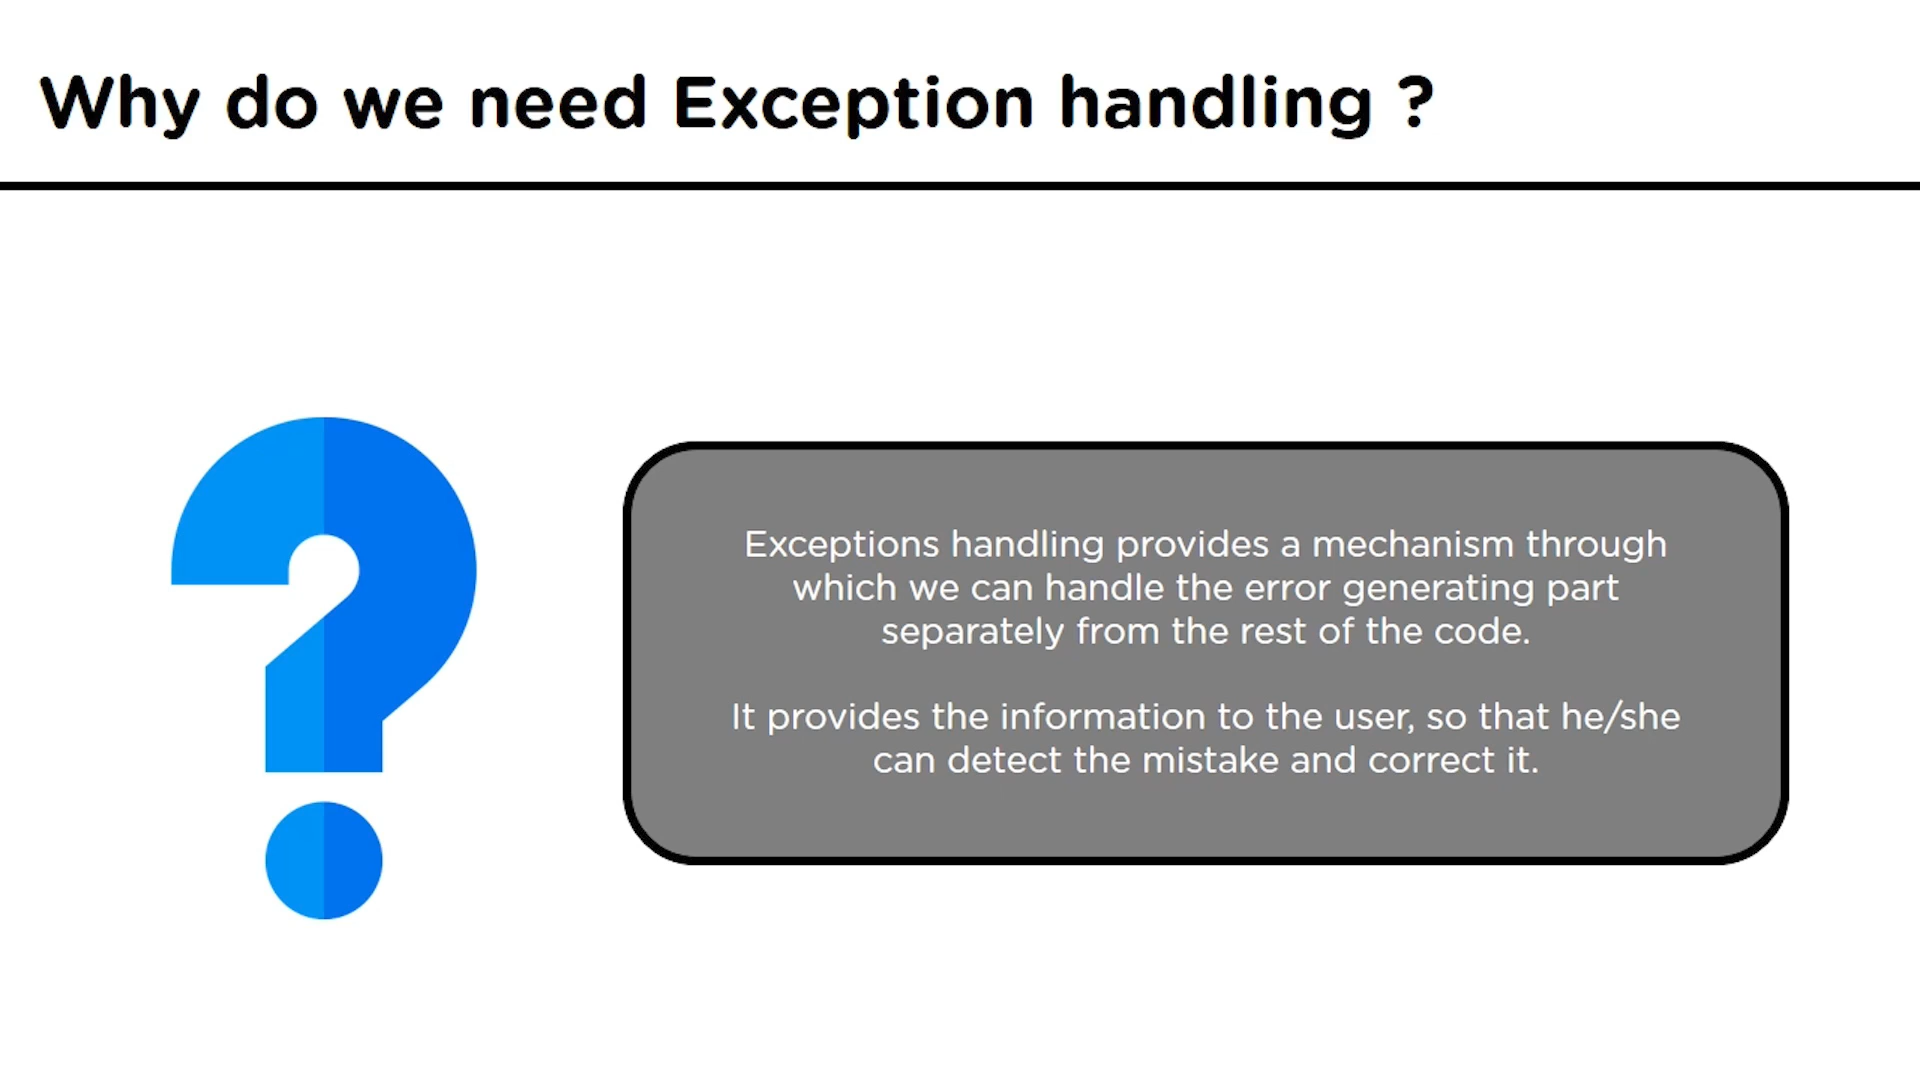 Why do we need Exception handling ?
Exceptions handling provides a mechanism through
which we can handle the error generating part
separately from the rest of the code.
It provides the information to the user, so that he/she
can detect the mistake and correct it.